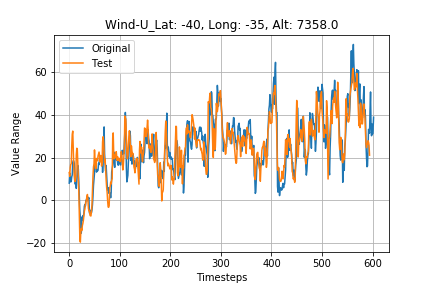 Wind-U_Lat: -40, Long: -35, Alt: 7358.0
Original
Test
Value Range
60
40
20
0
−20
0 100 200 300 400 500 600
Timesteps